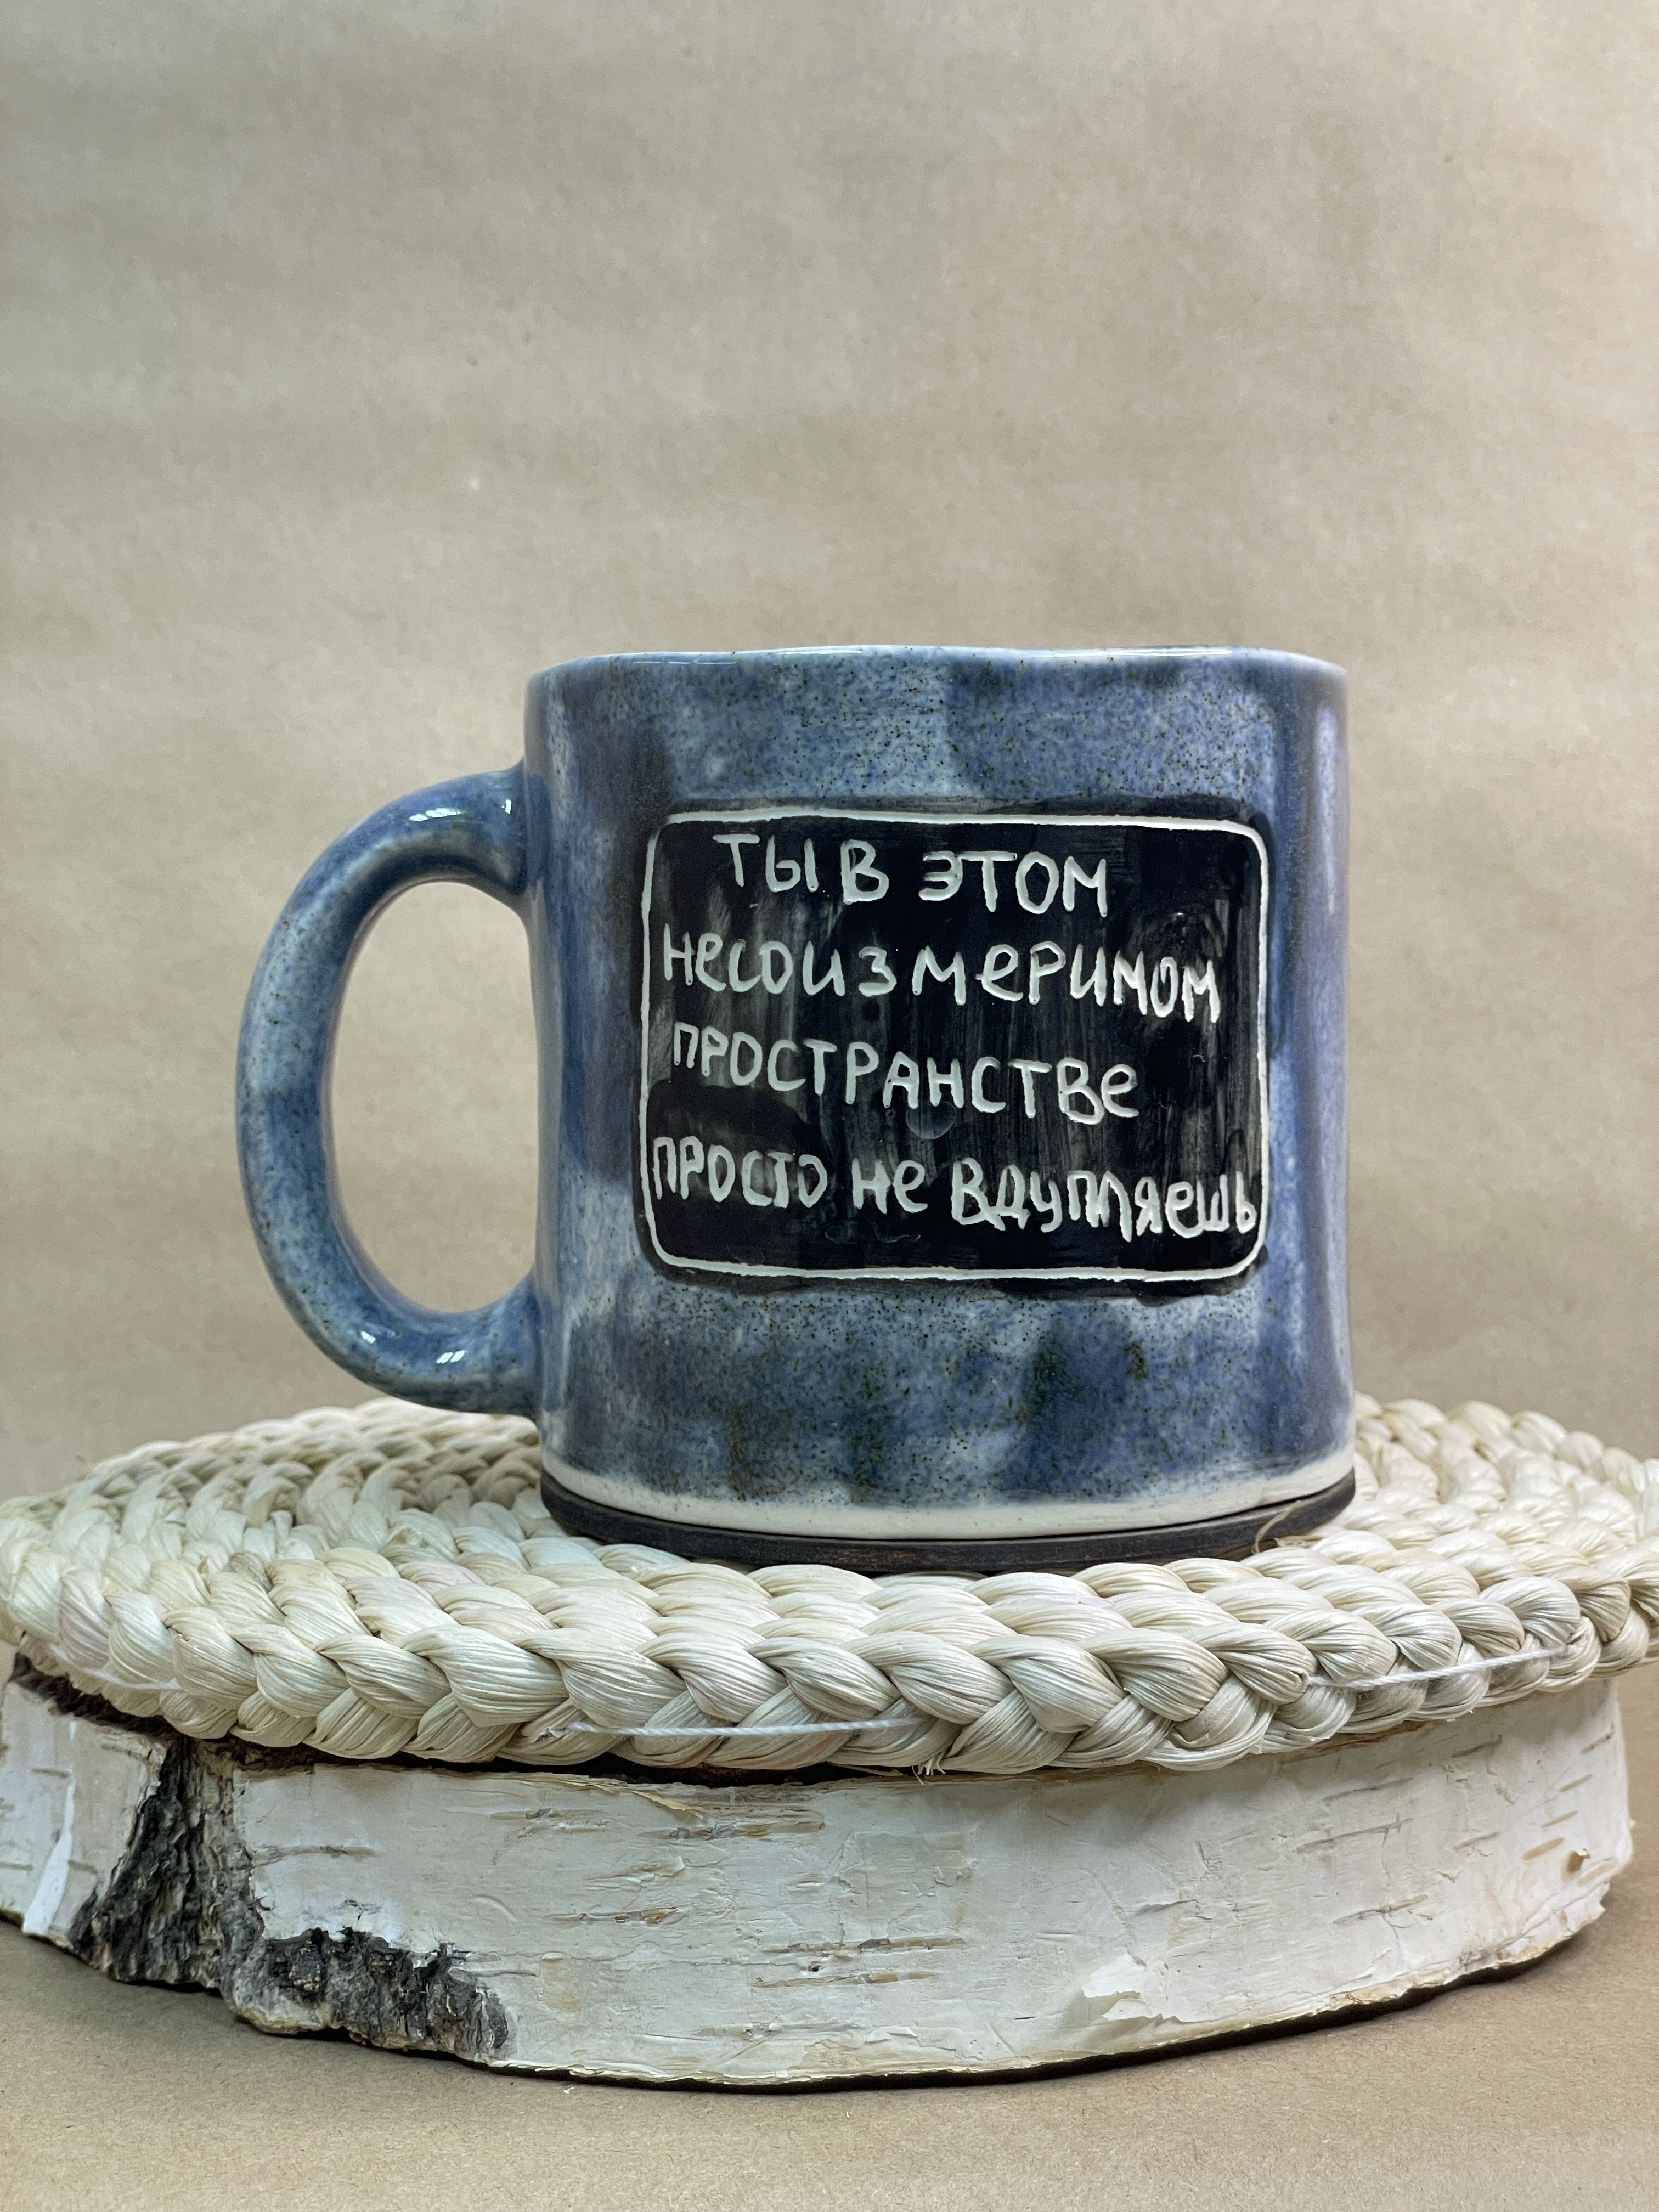 ты в этом
несоизмеримом
пространстве
просто не вдупляешь